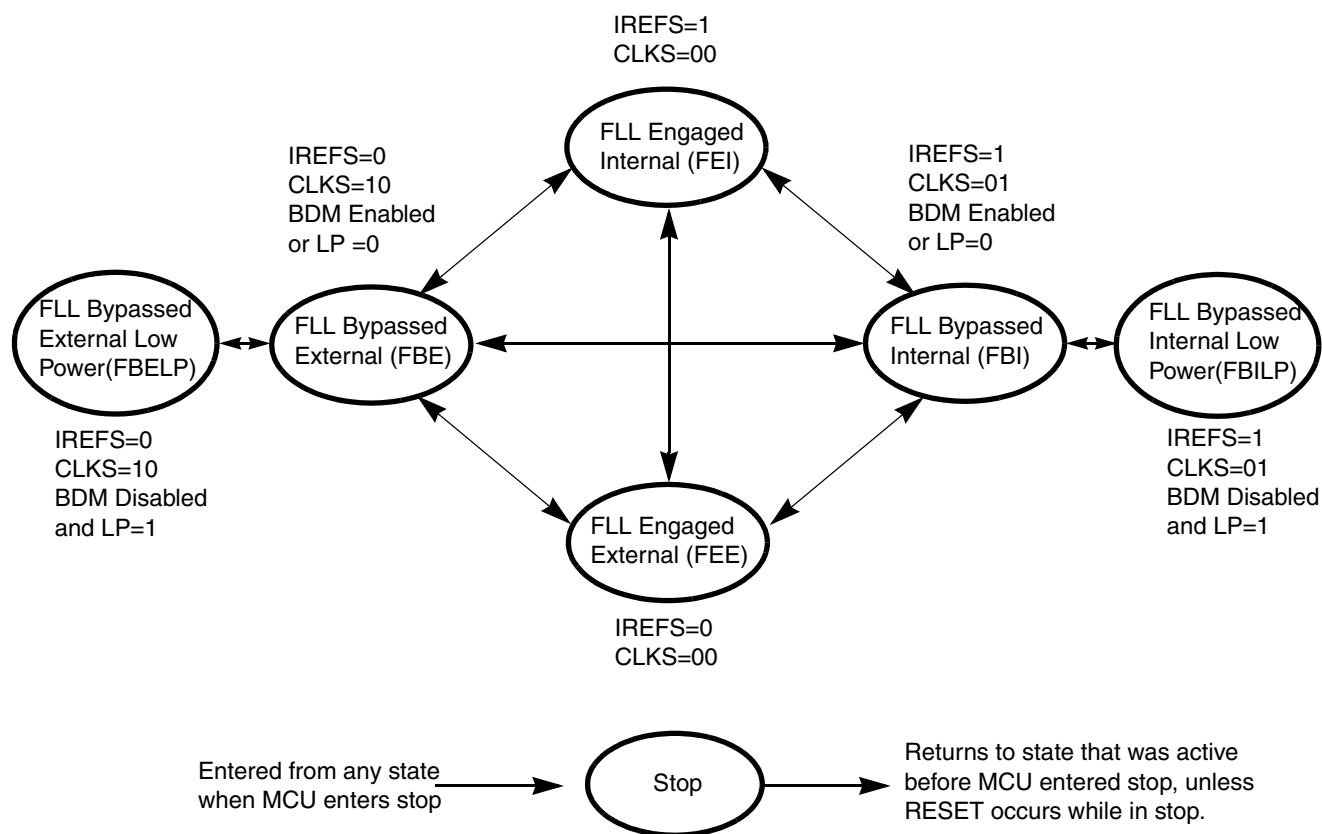 IREFS=1
CLKS=00
FLL Engaged
Internal (FEI)
IREFS=0
CLKS=10
BDM Enabled
or LP =0
IREFS=1
CLKS=01
BDM Enabled
or LP=0
FLL Bypassed
External Low
Power(FBELP)
FLL Bypassed
External (FBE)
FLL Bypassed
Internal (FBI)
FLL Bypassed
Internal Low
Power(FBILP)
IREFS=0
CLKS=10
BDM Disabled
and LP=1
IREFS=1
CLKS=01
BDM Disabled
and LP=1
FLL Engaged
External (FEE)
IREFS=0
CLKS=00
Entered from any state
when MCU enters stop
Stop
Returns to state that was active
before MCU entered stop, unless
RESET occurs while in stop.